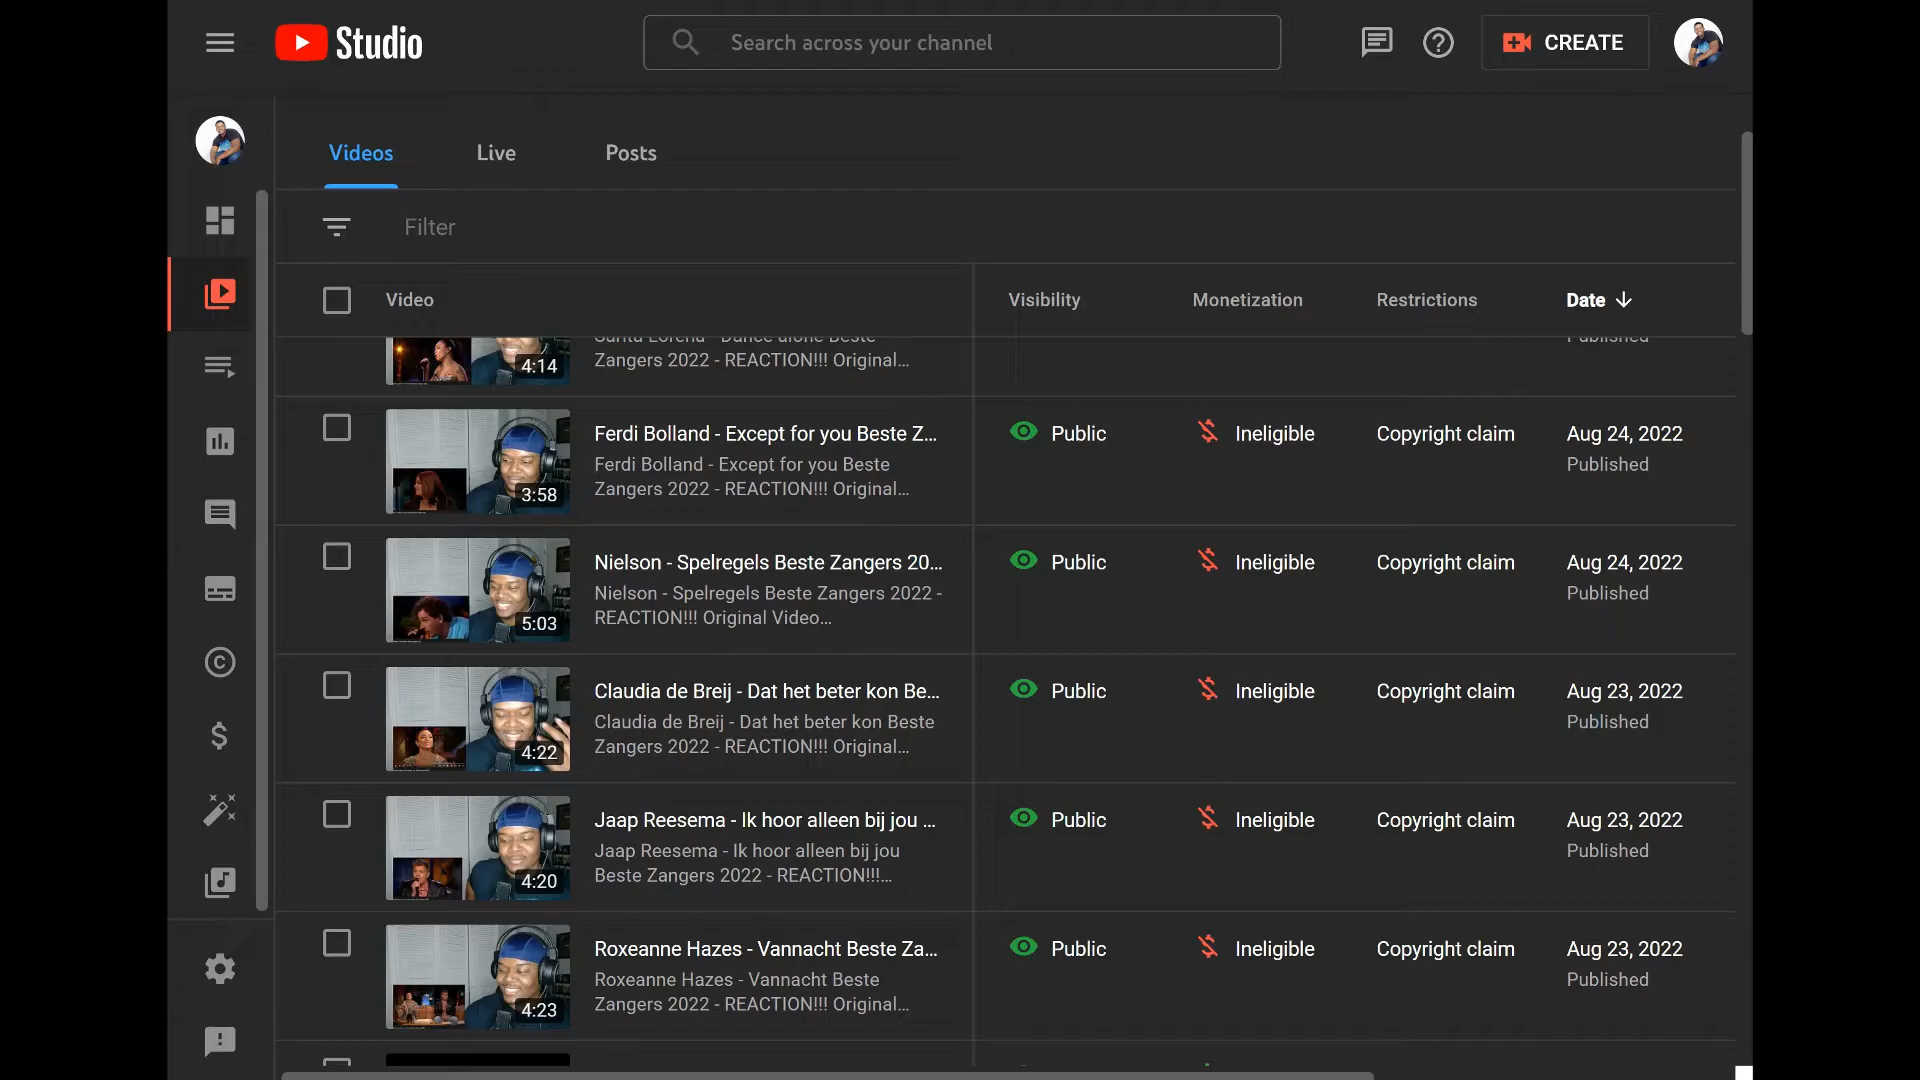 Studio
Search across your channel
CREATE
Videos Live Posts
Filter
Video Visibility Monetization Restrictions Date
Santa Lorena - Dance alone Beste
Zangers 2022 - REACTION!!! Original...
4:14
Published
Ferdi Bolland - Except for you Beste Z...
Ferdi Bolland - Except for you Beste
Zangers 2022 - REACTION!!! Original...
3:58
Public Ineligible Copyright claim Aug 24, 2022
Published
Nielson - Spelregels Beste Zangers 20...
Nielson - Spelregels Beste Zangers 2022 -
REACTION!!! Original Video...
5:03
Public Ineligible Copyright claim Aug 24, 2022
Published
Claudia de Breij - Dat het beter kon Be...
Claudia de Breij - Dat het beter kon Beste
Zangers 2022 - REACTION!!! Original...
4:22
Public Ineligible Copyright claim Aug 23, 2022
Published
Jaap Reesema - Ik hoor alleen bij jou ...
Jaap Reesema - Ik hoor alleen bij jou
Beste Zangers 2022 - REACTION!!!...
4:20
Public Ineligible Copyright claim Aug 23, 2022
Published
Roxeanne Hazes - Vannacht Beste Za...
Roxeanne Hazes - Vannacht Beste
Zangers 2022 - REACTION!!! Original...
4:23
Public Ineligible Copyright claim Aug 23, 2022
Published